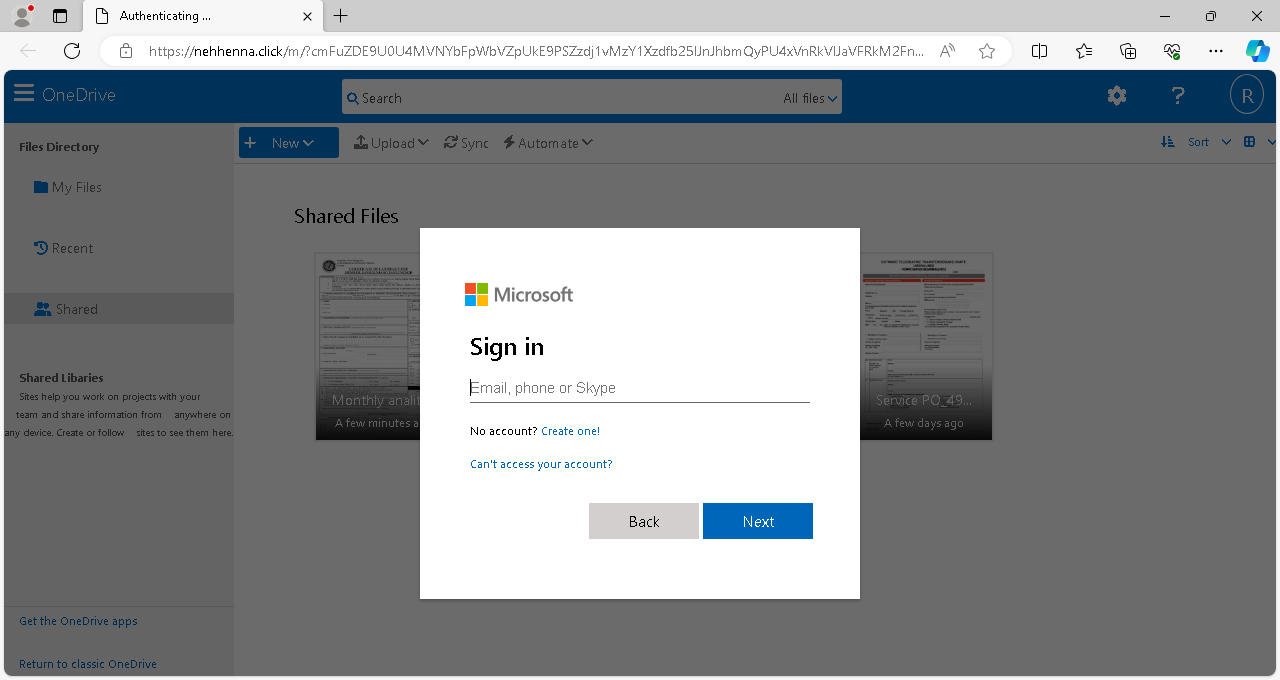 Authenticating ...
OneDrive
Search
All files
R
Files Directory
New
Upload
Sync
Automate
Sort
My Files
Shared Files
Recent
Microsoft
Shared
Sign in
Shared Libaries
Email, phone or Skype
Sites help you work on projects with your
team and share information from anywhere on
any device. Create or follow sites to see them here.
Monthly analit
A few minutes a
Service PO_49...
A few days ago
No account? Create one!
Can't access your account?
Back
Next
Get the OneDrive apps
Return to classic OneDrive